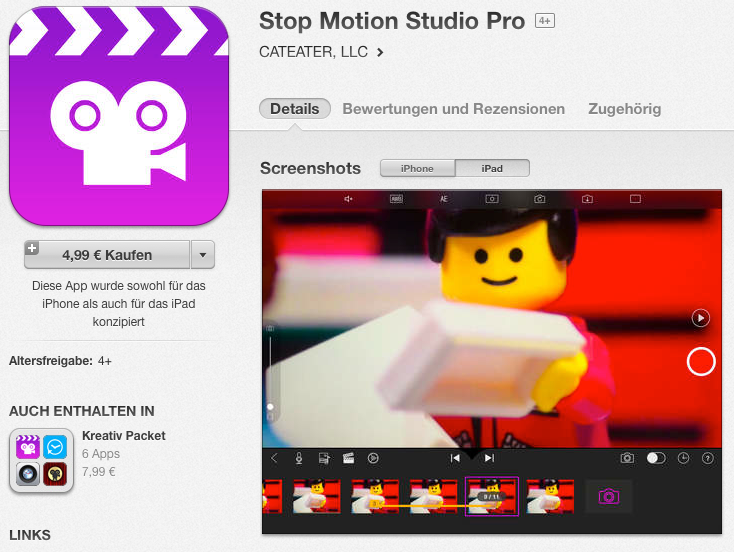 Stop Motion Studio Pro 4+
CATEATER, LLC
Details Bewertungen und Rezensionen Zugehörig
Screenshots iPhone iPad
AE
4,99 € Kaufen
Diese App wurde sowohl für das
iPhone als auch für das iPad
konzipiert
Altersfreigabe: 4+
AUCH ENTHALTEN IN
Kreativ Packet
6 Apps
7,99 €
LINKS